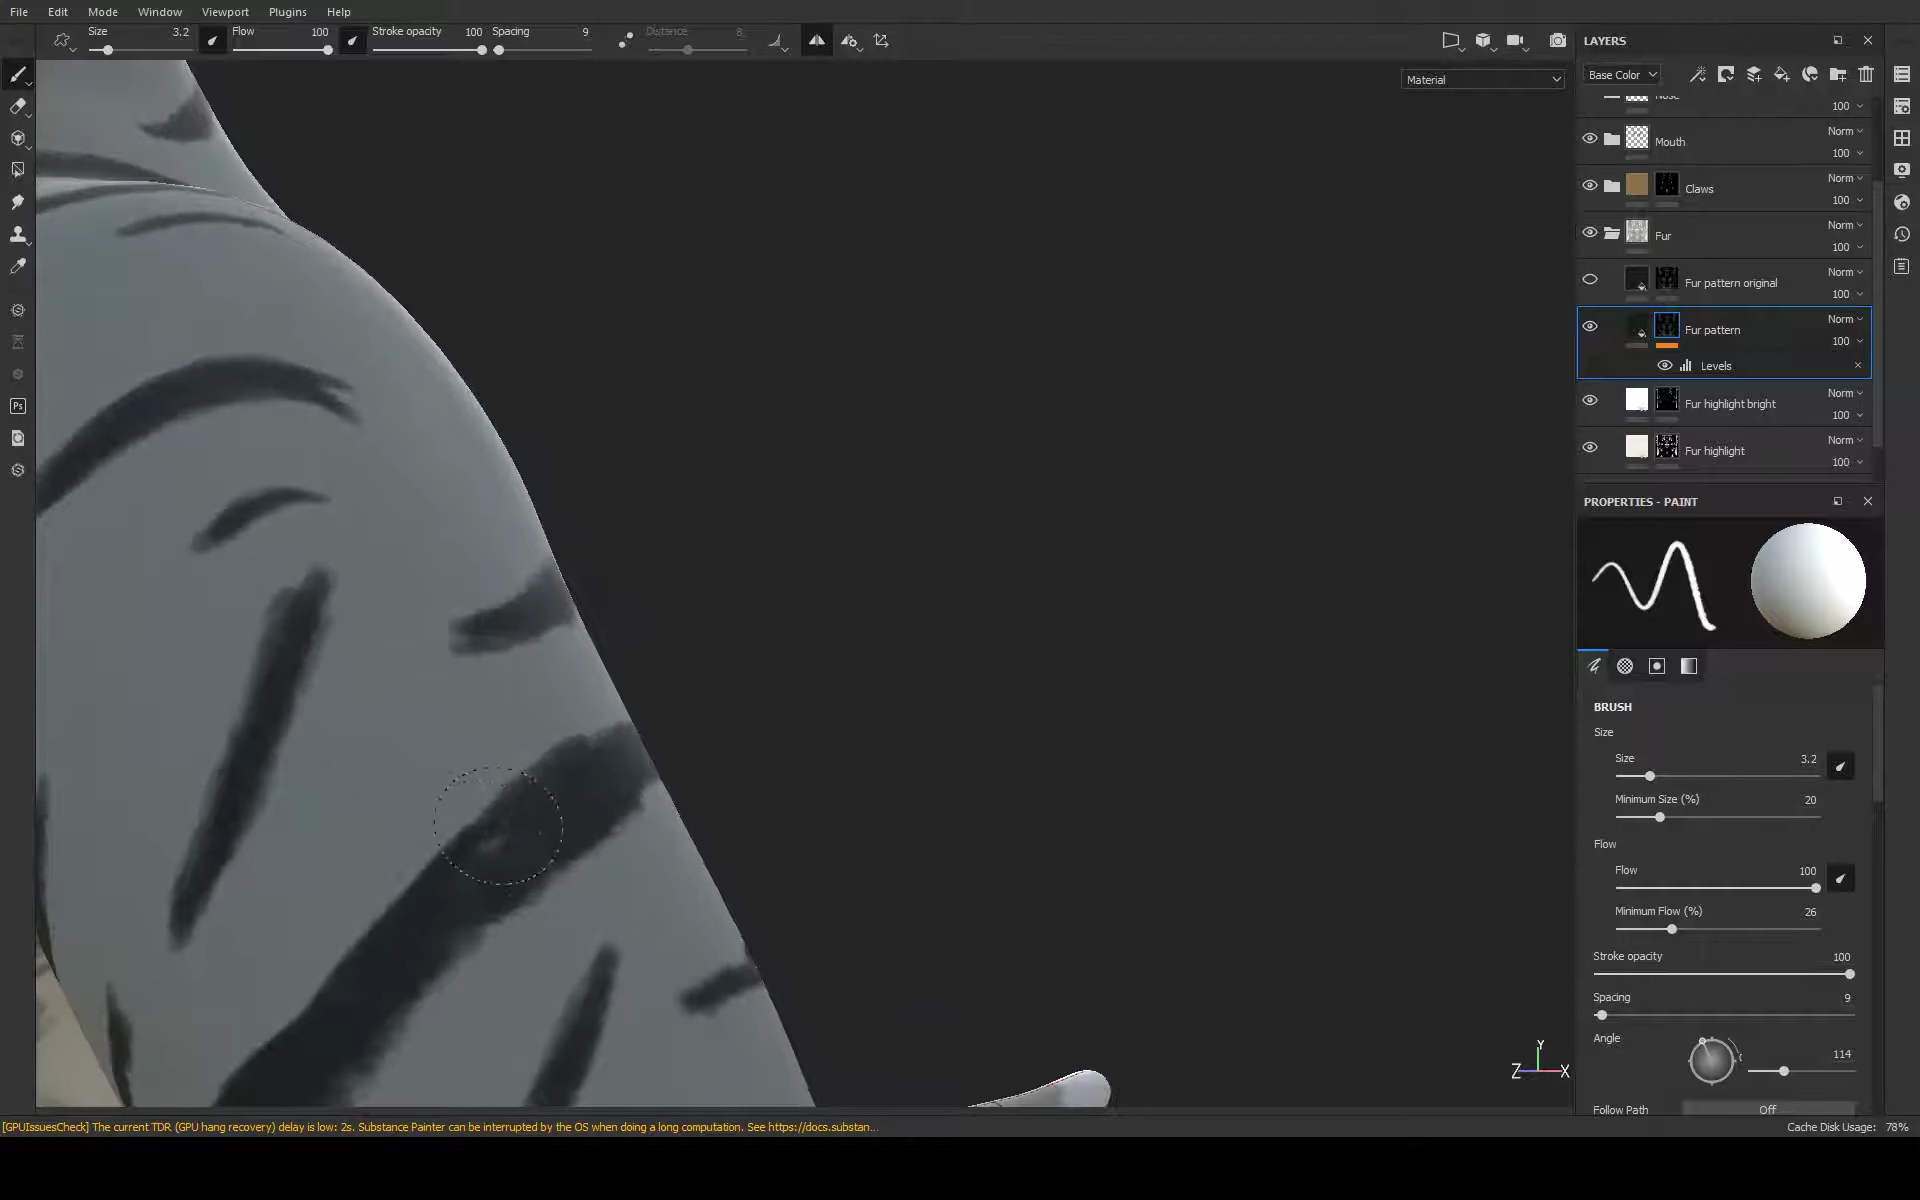 File Edit Mode Window Viewport Plugins Help
Size 3.2 Flow 100 Stroke opacity 100 Spacing 9 Distance 8
Material
LAYERS
Base Color
Nose
100
Mouth Norm
100
Claws Norm
100
Fur Norm
100
Fur pattern original Norm
100
Fur pattern Norm
100
Levels
Fur highlight bright Norm
100
Fur highlight Norm
100
Ps
PROPERTIES - PAINT
BRUSH
Size
Size 3.2
Minimum Size (%) 20
Flow
Flow 100
Minimum Flow (%) 26
Stroke opacity 100
Spacing 9
Angle
114
Follow Path Off
Y
Z X
[GPUIssuesCheck] The current TDR (GPU hang recovery) delay is low: 2s. Substance Painter can be interrupted by the OS when doing a long computation. See https://docs.substan...
Cache Disk Usage: 78%